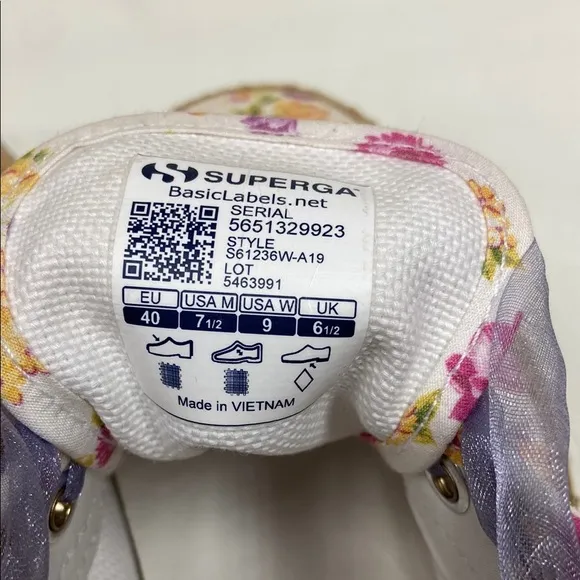 SUPERGA
BasicLabels.net
SERIAL
5651329923
STYLE
S61236W-A19
LOT
5463991
EU USA M USA W UK
40 7 1/2 9 6 1/2
Made in VIETNAM